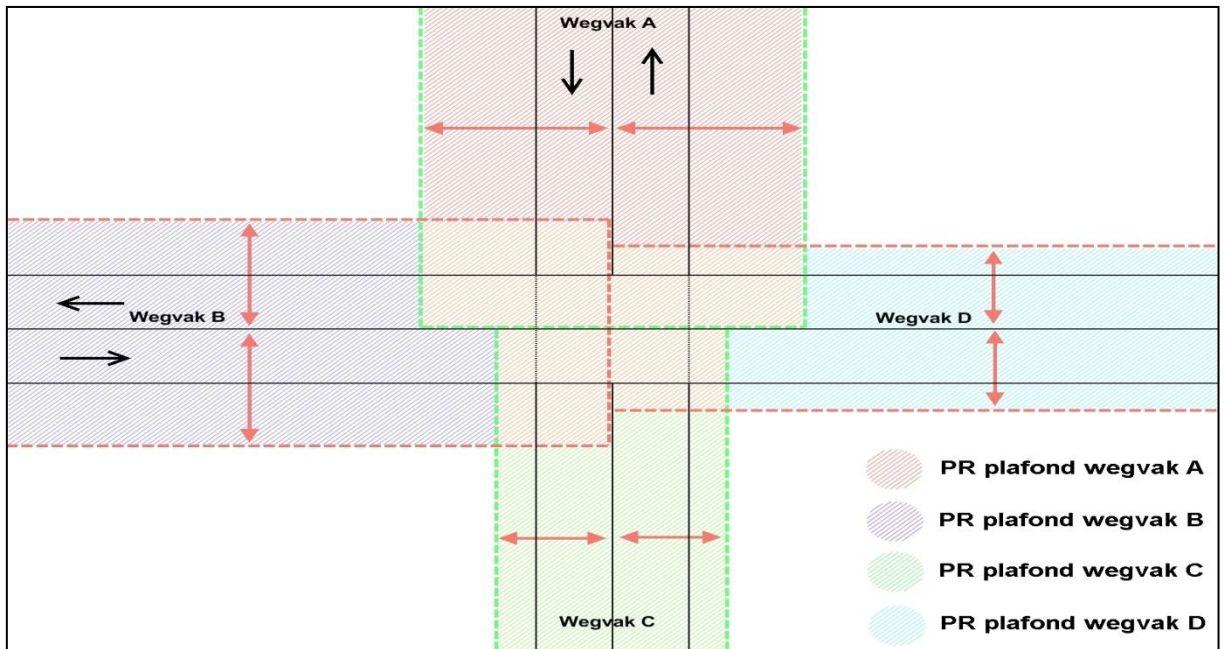 Wegvak A
Wegvak B
Wegvak D
Wegvak C
PR plafond wegvak A
PR plafond wegvak B
PR plafond wegvak C
PR plafond wegvak D